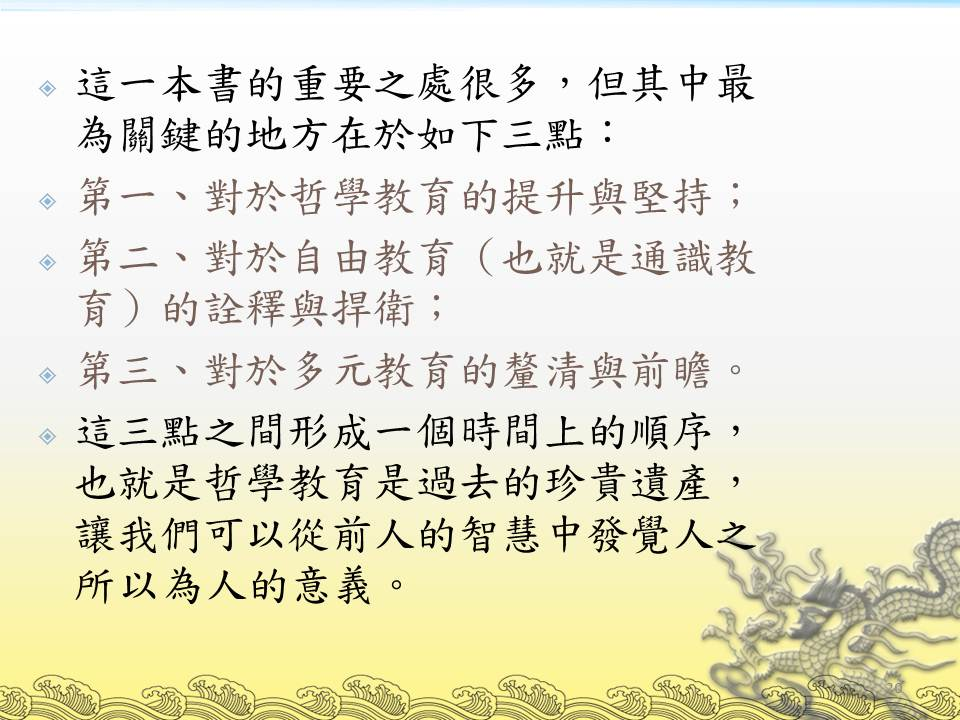 這一本書的重要之處很多，但其中最
為關鍵的地方在於如下三點：
第一、對於哲學教育的提升與堅持；
第二、對於自由教育（也就是通識教
育）的詮釋與捍衛；
第三、對於多元教育的釐清與前瞻。
這三點之間形成一個時間上的順序，
也就是哲學教育是過去的珍貴遺產，
讓我們可以從前人的智慧中發覺人之
所以為人的意義。